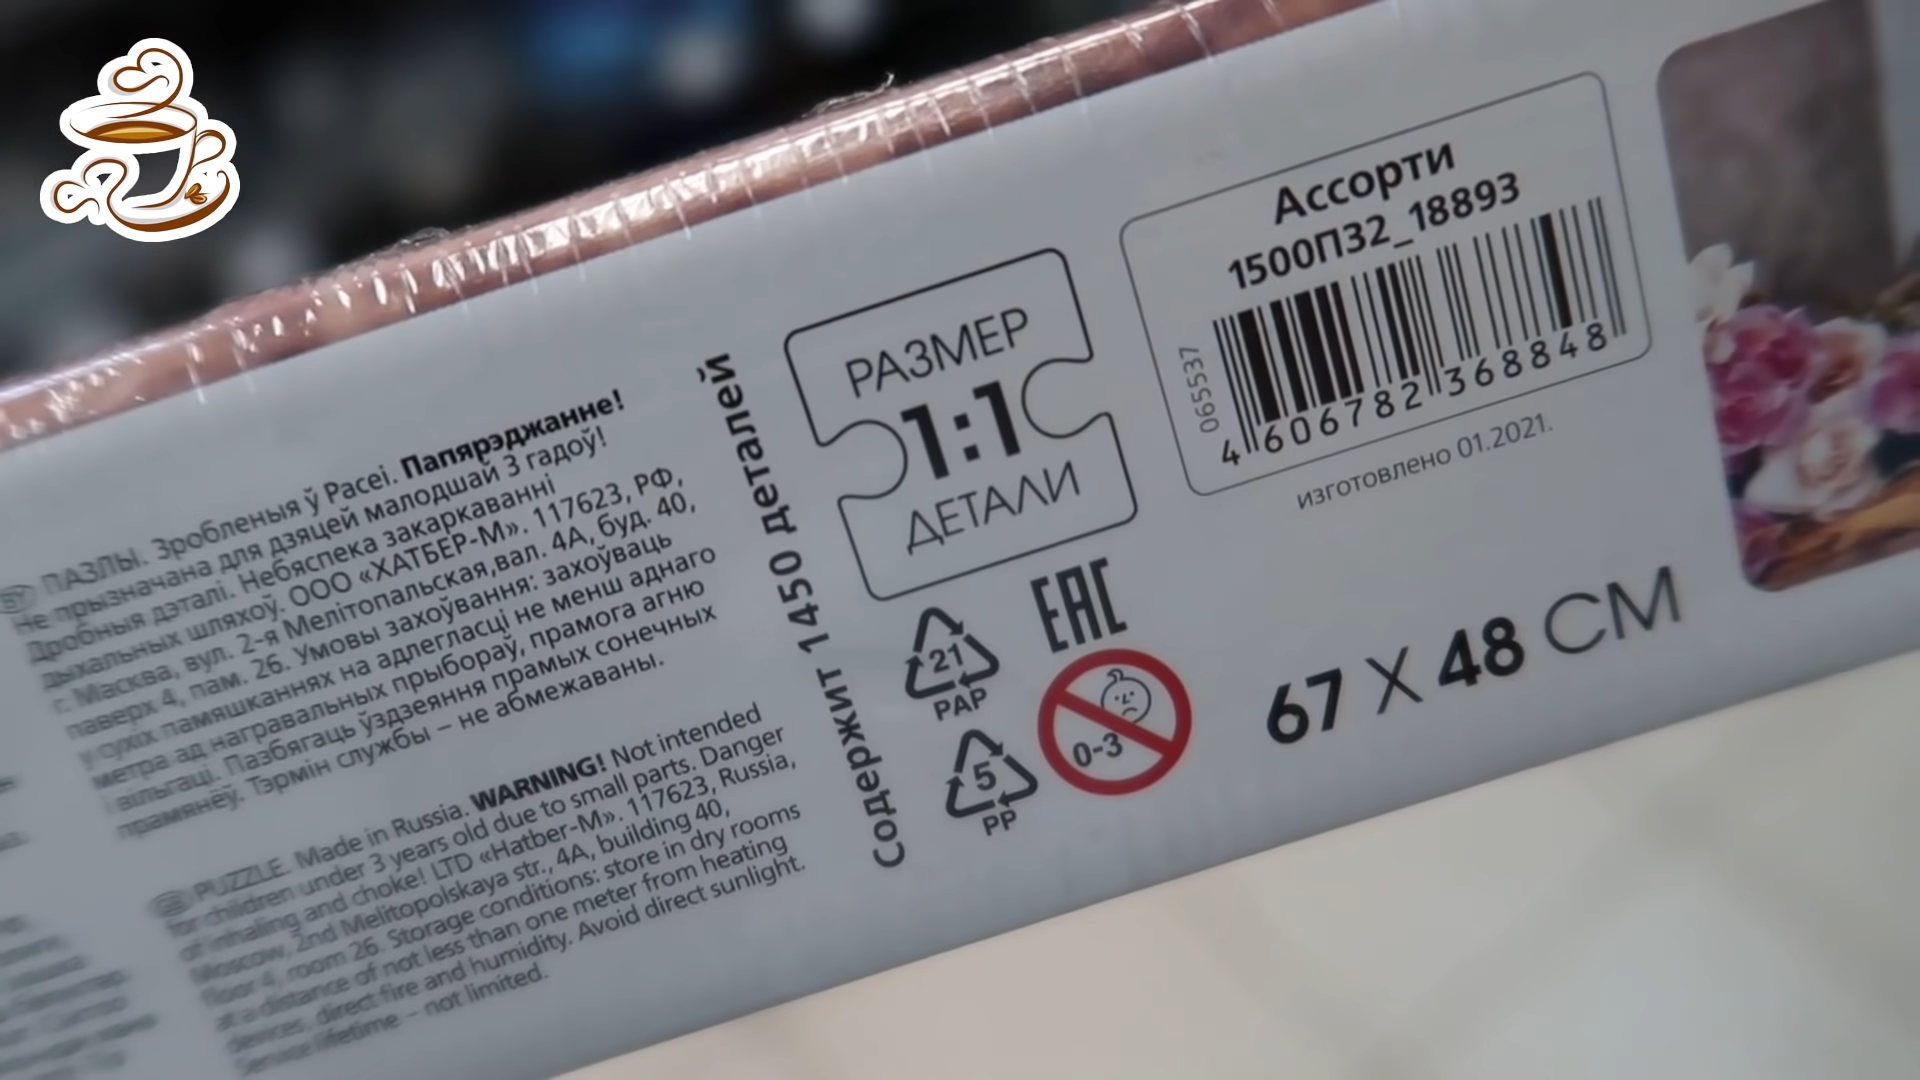 BY ПАЗЛЫ. Зробленыя ў Расеі. Папярэджанне!
Не прызначана для дзяцей малодшай 3 гадоў!
Дробныя дэталі. Небяспека закаркаванні
дыхальных шляхоў. ООО «ХАТБЕР-М». 117623, РФ,
г. Масква, вул. 2-я Мелітопальская,вал. 4А, буд. 40,
паверх 4, пам. 26. Умовы захоўвання: захоўваць
у сухіх памяшканнях на адлегласці не менш аднаго
метра ад награвальных прыбораў, прамога агню
і вільгаці. Пазбягаць ўздзеяння прамых сонечных
прамянёў. Тэрмін службы – не абмежаваны.
GB PUZZLE. Made in Russia. WARNING! Not intended
for children under 3 years old due to small parts. Danger
of inhaling and choke! LTD «Hatber-M». 117623, Russia,
Moscow, 2nd Melitopolskaya str., 4A, building 40,
floor 4, room 26. Storage conditions: store in dry rooms
at a distance of not less than one meter from heating
devices, direct fire and humidity. Avoid direct sunlight.
Service lifetime – not limited.
Содержит 1450 деталей
РАЗМЕР
1:1
ДЕТАЛИ
21
PAP
5
PP
EAC
0-3
Ассорти
1500П32_18893
065537
4 606782 368848
изготовлено 01.2021.
67 X 48 СМ